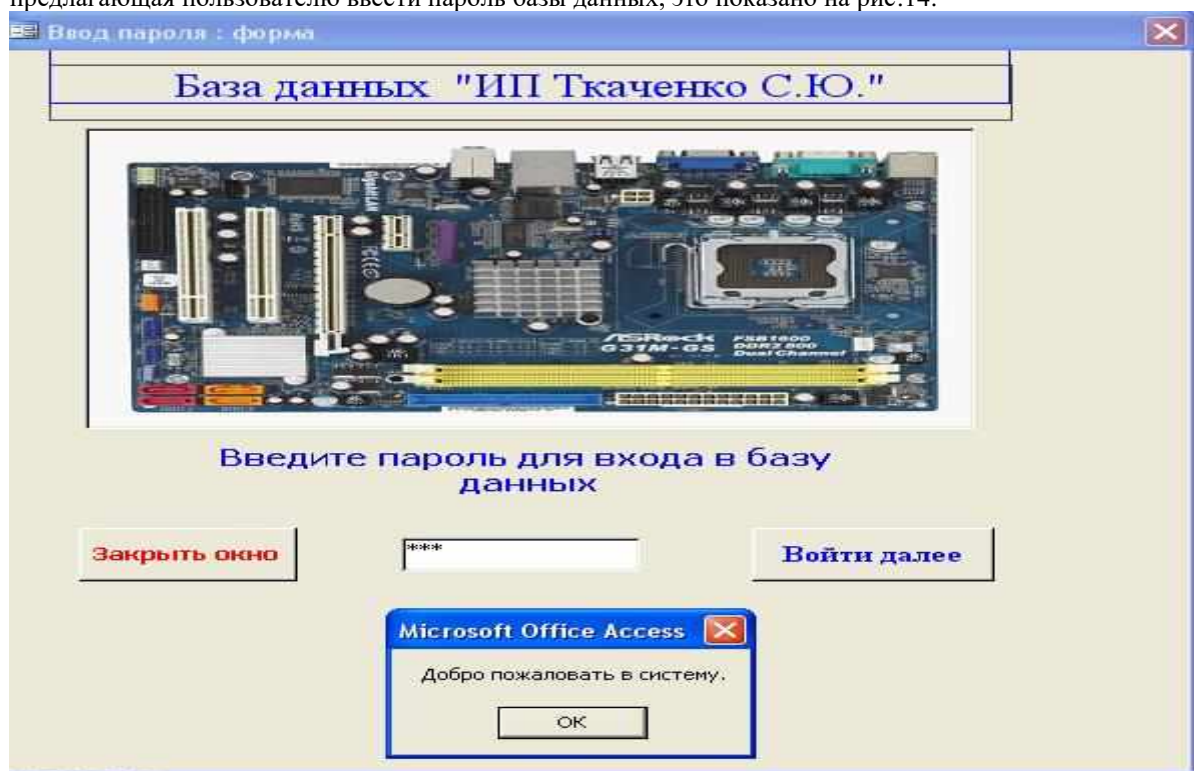 предлагающая пользователю ввести пароль базы данных, это показано на рис.14.
Ввод пароля : форма
База данных "ИП Ткаченко С.Ю."
GigabitLAN
PCIE
ASRock
G31M-GS
FSB1600
DDR2 800
Dual Channel
Введите пароль для входа в базу
данных
Закрыть окно
***
Войти далее
Microsoft Office Access
Добро пожаловать в систему.
OK